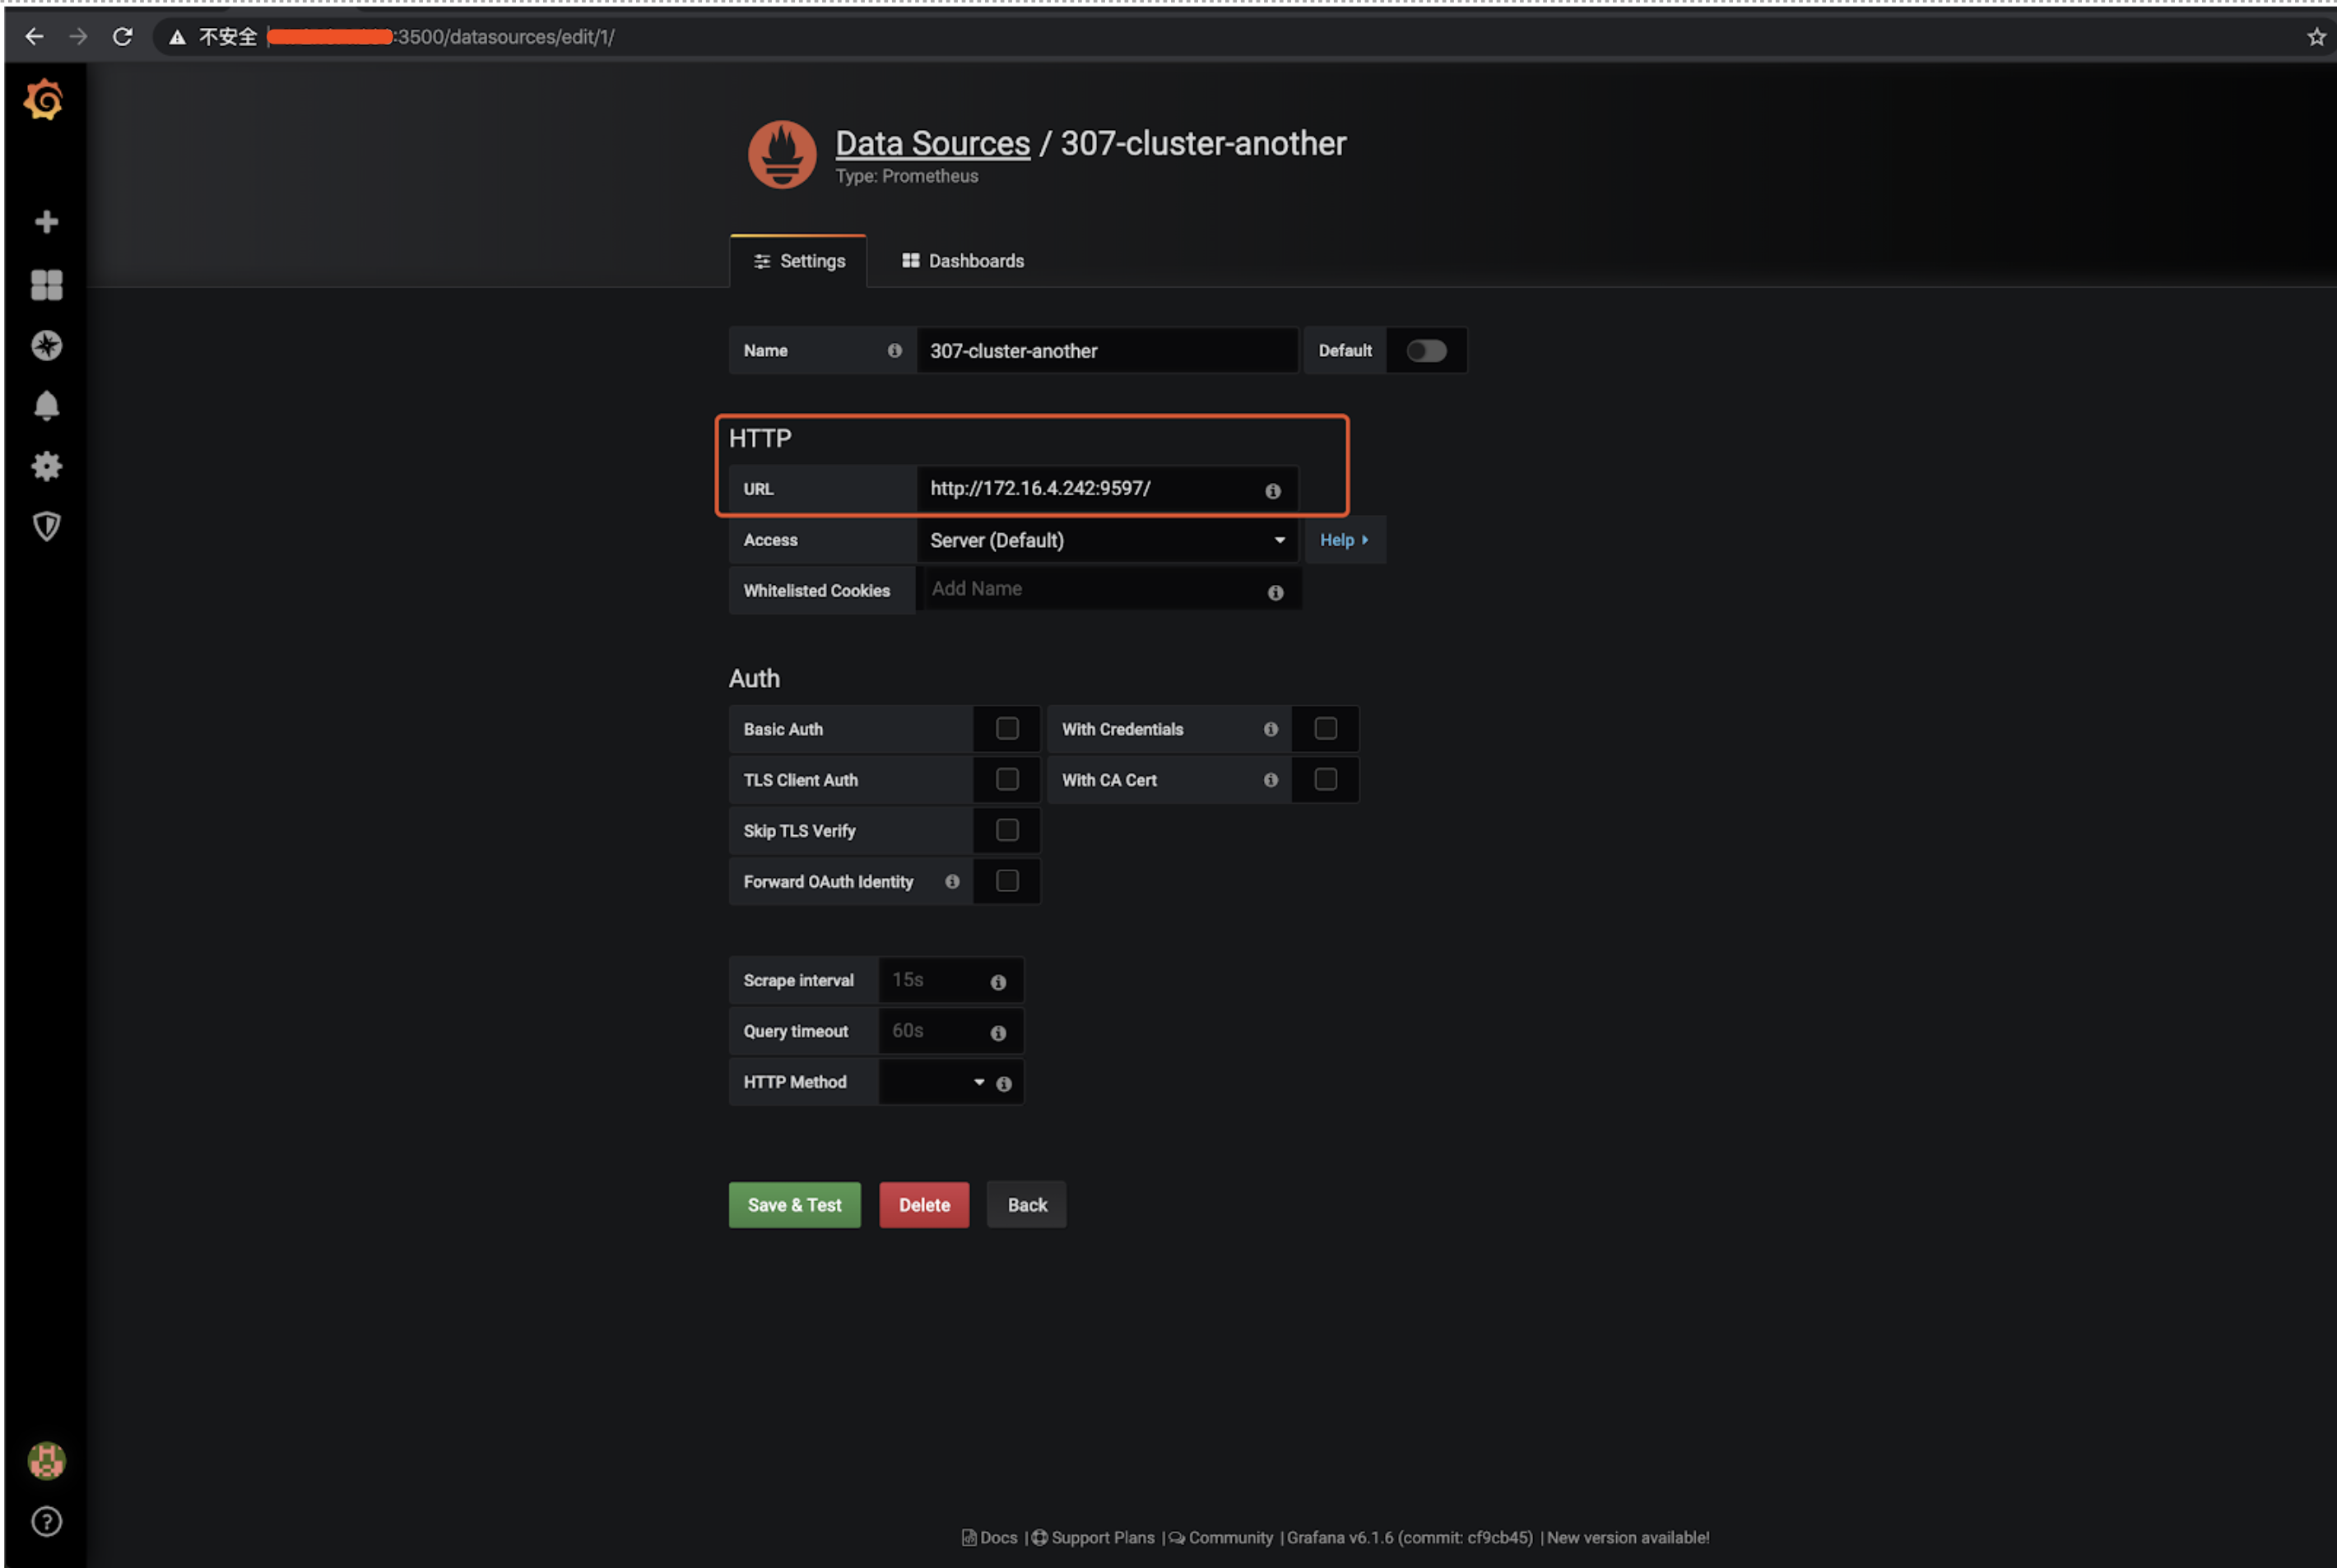 不安全 :3500/datasources/edit/1/
Data Sources / 307-cluster-another
Type: Prometheus
Settings Dashboards
Name 307-cluster-another Default
HTTP
URL http://172.16.4.242:9597/
Access Server (Default) Help
Whitelisted Cookies Add Name
Auth
Basic Auth With Credentials
TLS Client Auth With CA Cert
Skip TLS Verify
Forward OAuth Identity
Scrape interval 15s
Query timeout 60s
HTTP Method
Save & Test Delete Back
Docs | Support Plans | Community | Grafana v6.1.6 (commit: cf9cb45) | New version available!